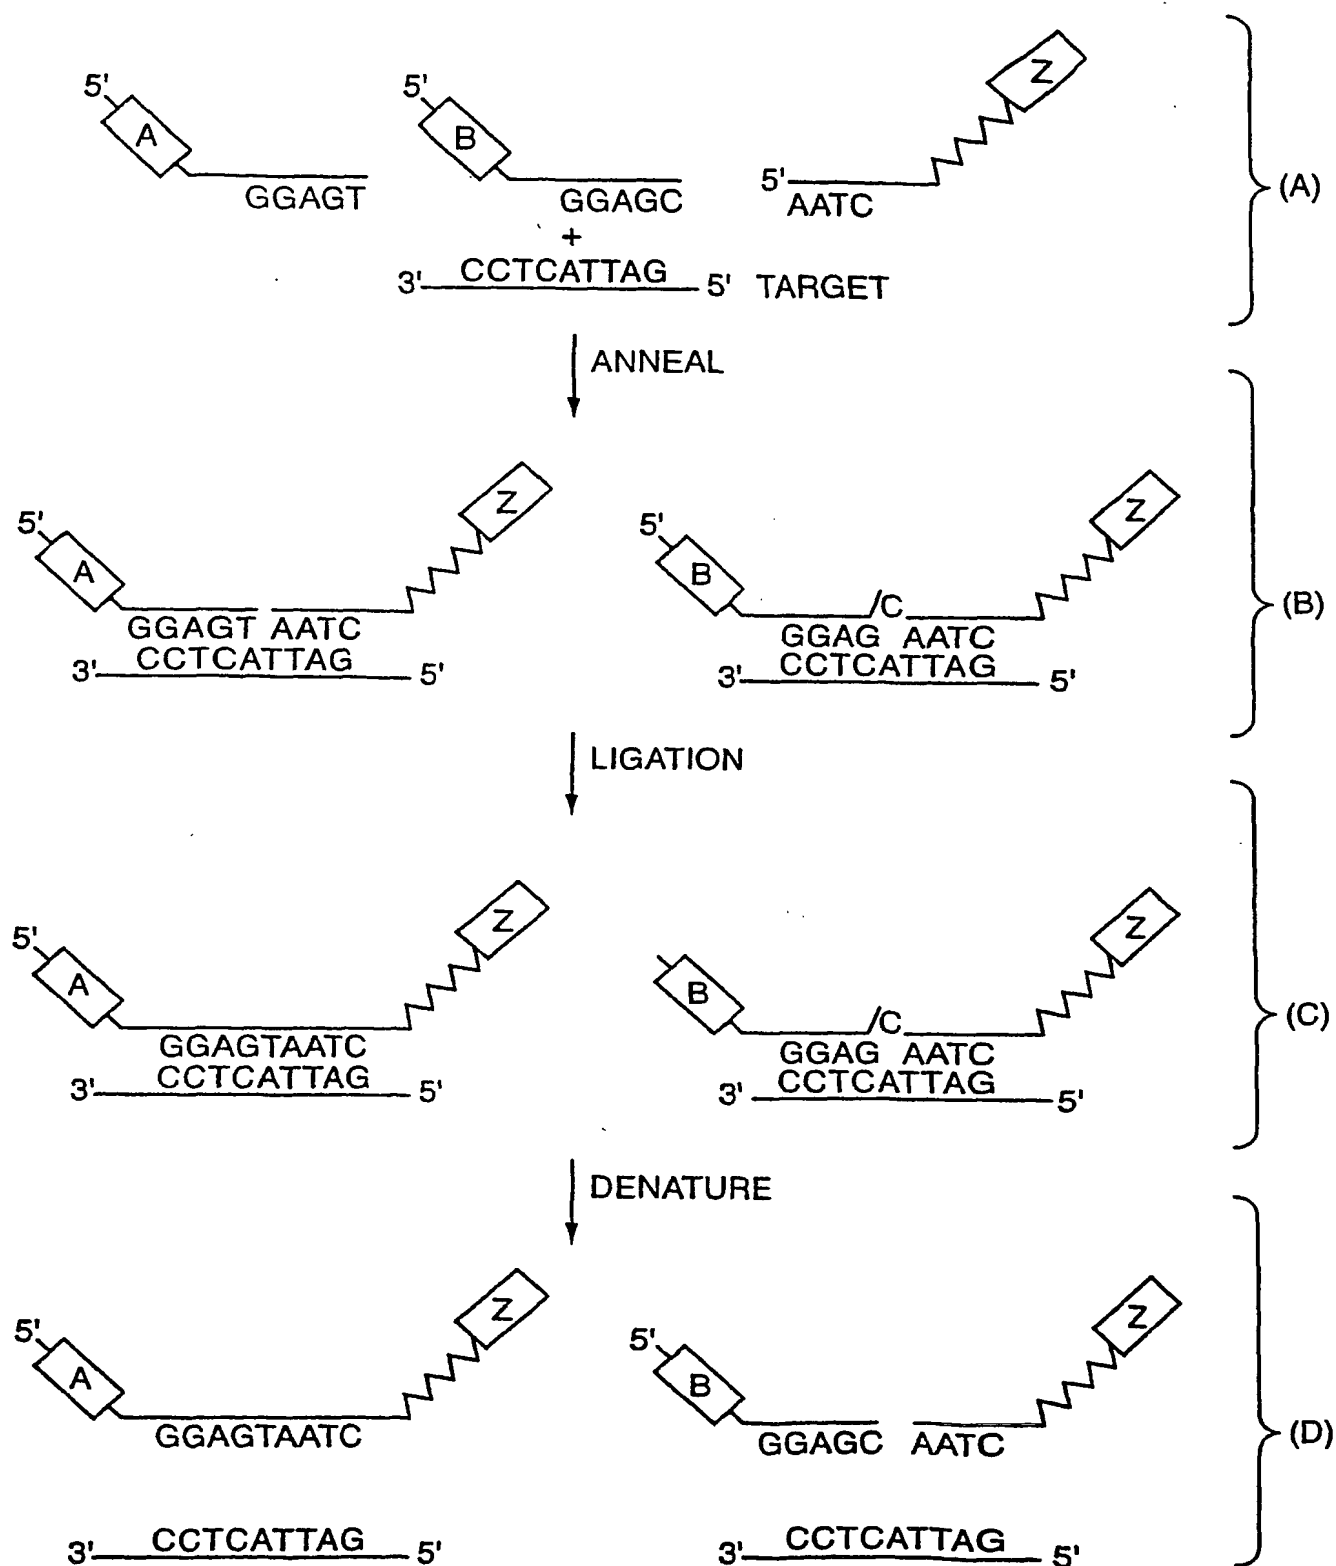 5' A 5' B Z
GGAGT GGAGC 5' AATC
+
3' CCTCATTAG 5' TARGET
(A)
ANNEAL
5' A Z 5' B Z
/C
GGAGT AATC GGAG AATC
3' CCTCATTAG 5' 3' CCTCATTAG 5'
(B)
LIGATION
5' A Z B Z
/C
GGAGTAATC GGAG AATC
3' CCTCATTAG 5' 3' CCTCATTAG 5'
(C)
DENATURE
5' A Z 5' B Z
GGAGTAATC GGAGC AATC
(D)
3' CCTCATTAG 5' 3' CCTCATTAG 5'